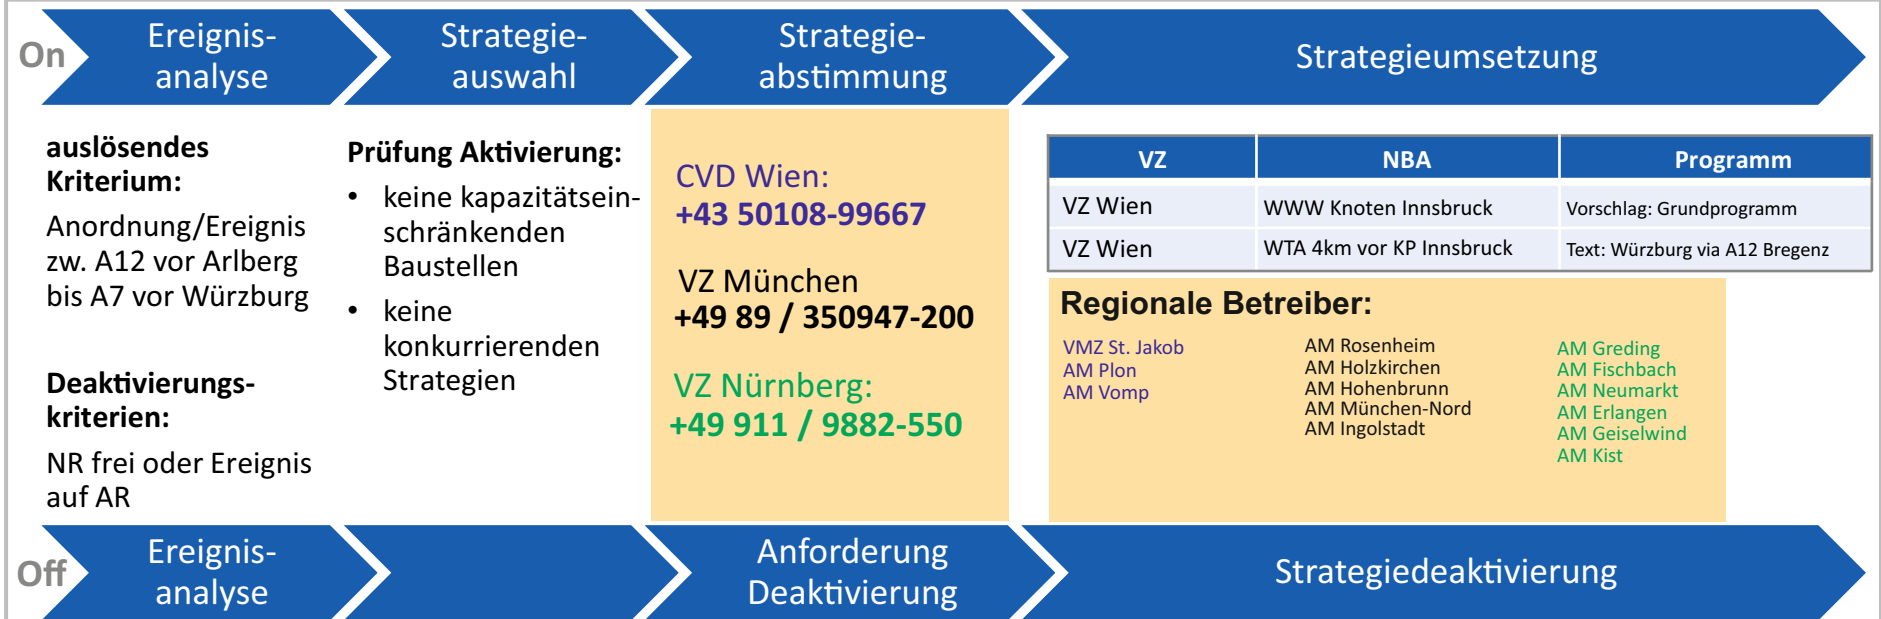 On
Ereignis-
analyse
Strategie-
auswahl
Strategie-
abstimmung
Strategieumsetzung
auslösendes
Kriterium:
Anordnung/Ereignis
zw. A12 vor Arlberg
bis A7 vor Würzburg
Deaktivierungs-
kriterien:
NR frei oder Ereignis
auf AR
Prüfung Aktivierung:
• keine kapazitätsein-
schränkenden
Baustellen
• keine
konkurrierenden
Strategien
CVD Wien:
+43 50108-99667
VZ München
+49 89 / 350947-200
VZ Nürnberg:
+49 911 / 9882-550
VZ NBA Programm
VZ Wien WWW Knoten Innsbruck Vorschlag: Grundprogramm
VZ Wien WTA 4km vor KP Innsbruck Text: Würzburg via A12 Bregenz
Regionale Betreiber:
VMZ St. Jakob
AM Plon
AM Vomp
AM Rosenheim
AM Holzkirchen
AM Hohenbrunn
AM München-Nord
AM Ingolstadt
AM Greding
AM Fischbach
AM Neumarkt
AM Erlangen
AM Geiselwind
AM Kist
Off
Ereignis-
analyse
Anforderung
Deaktivierung
Strategiedeaktivierung